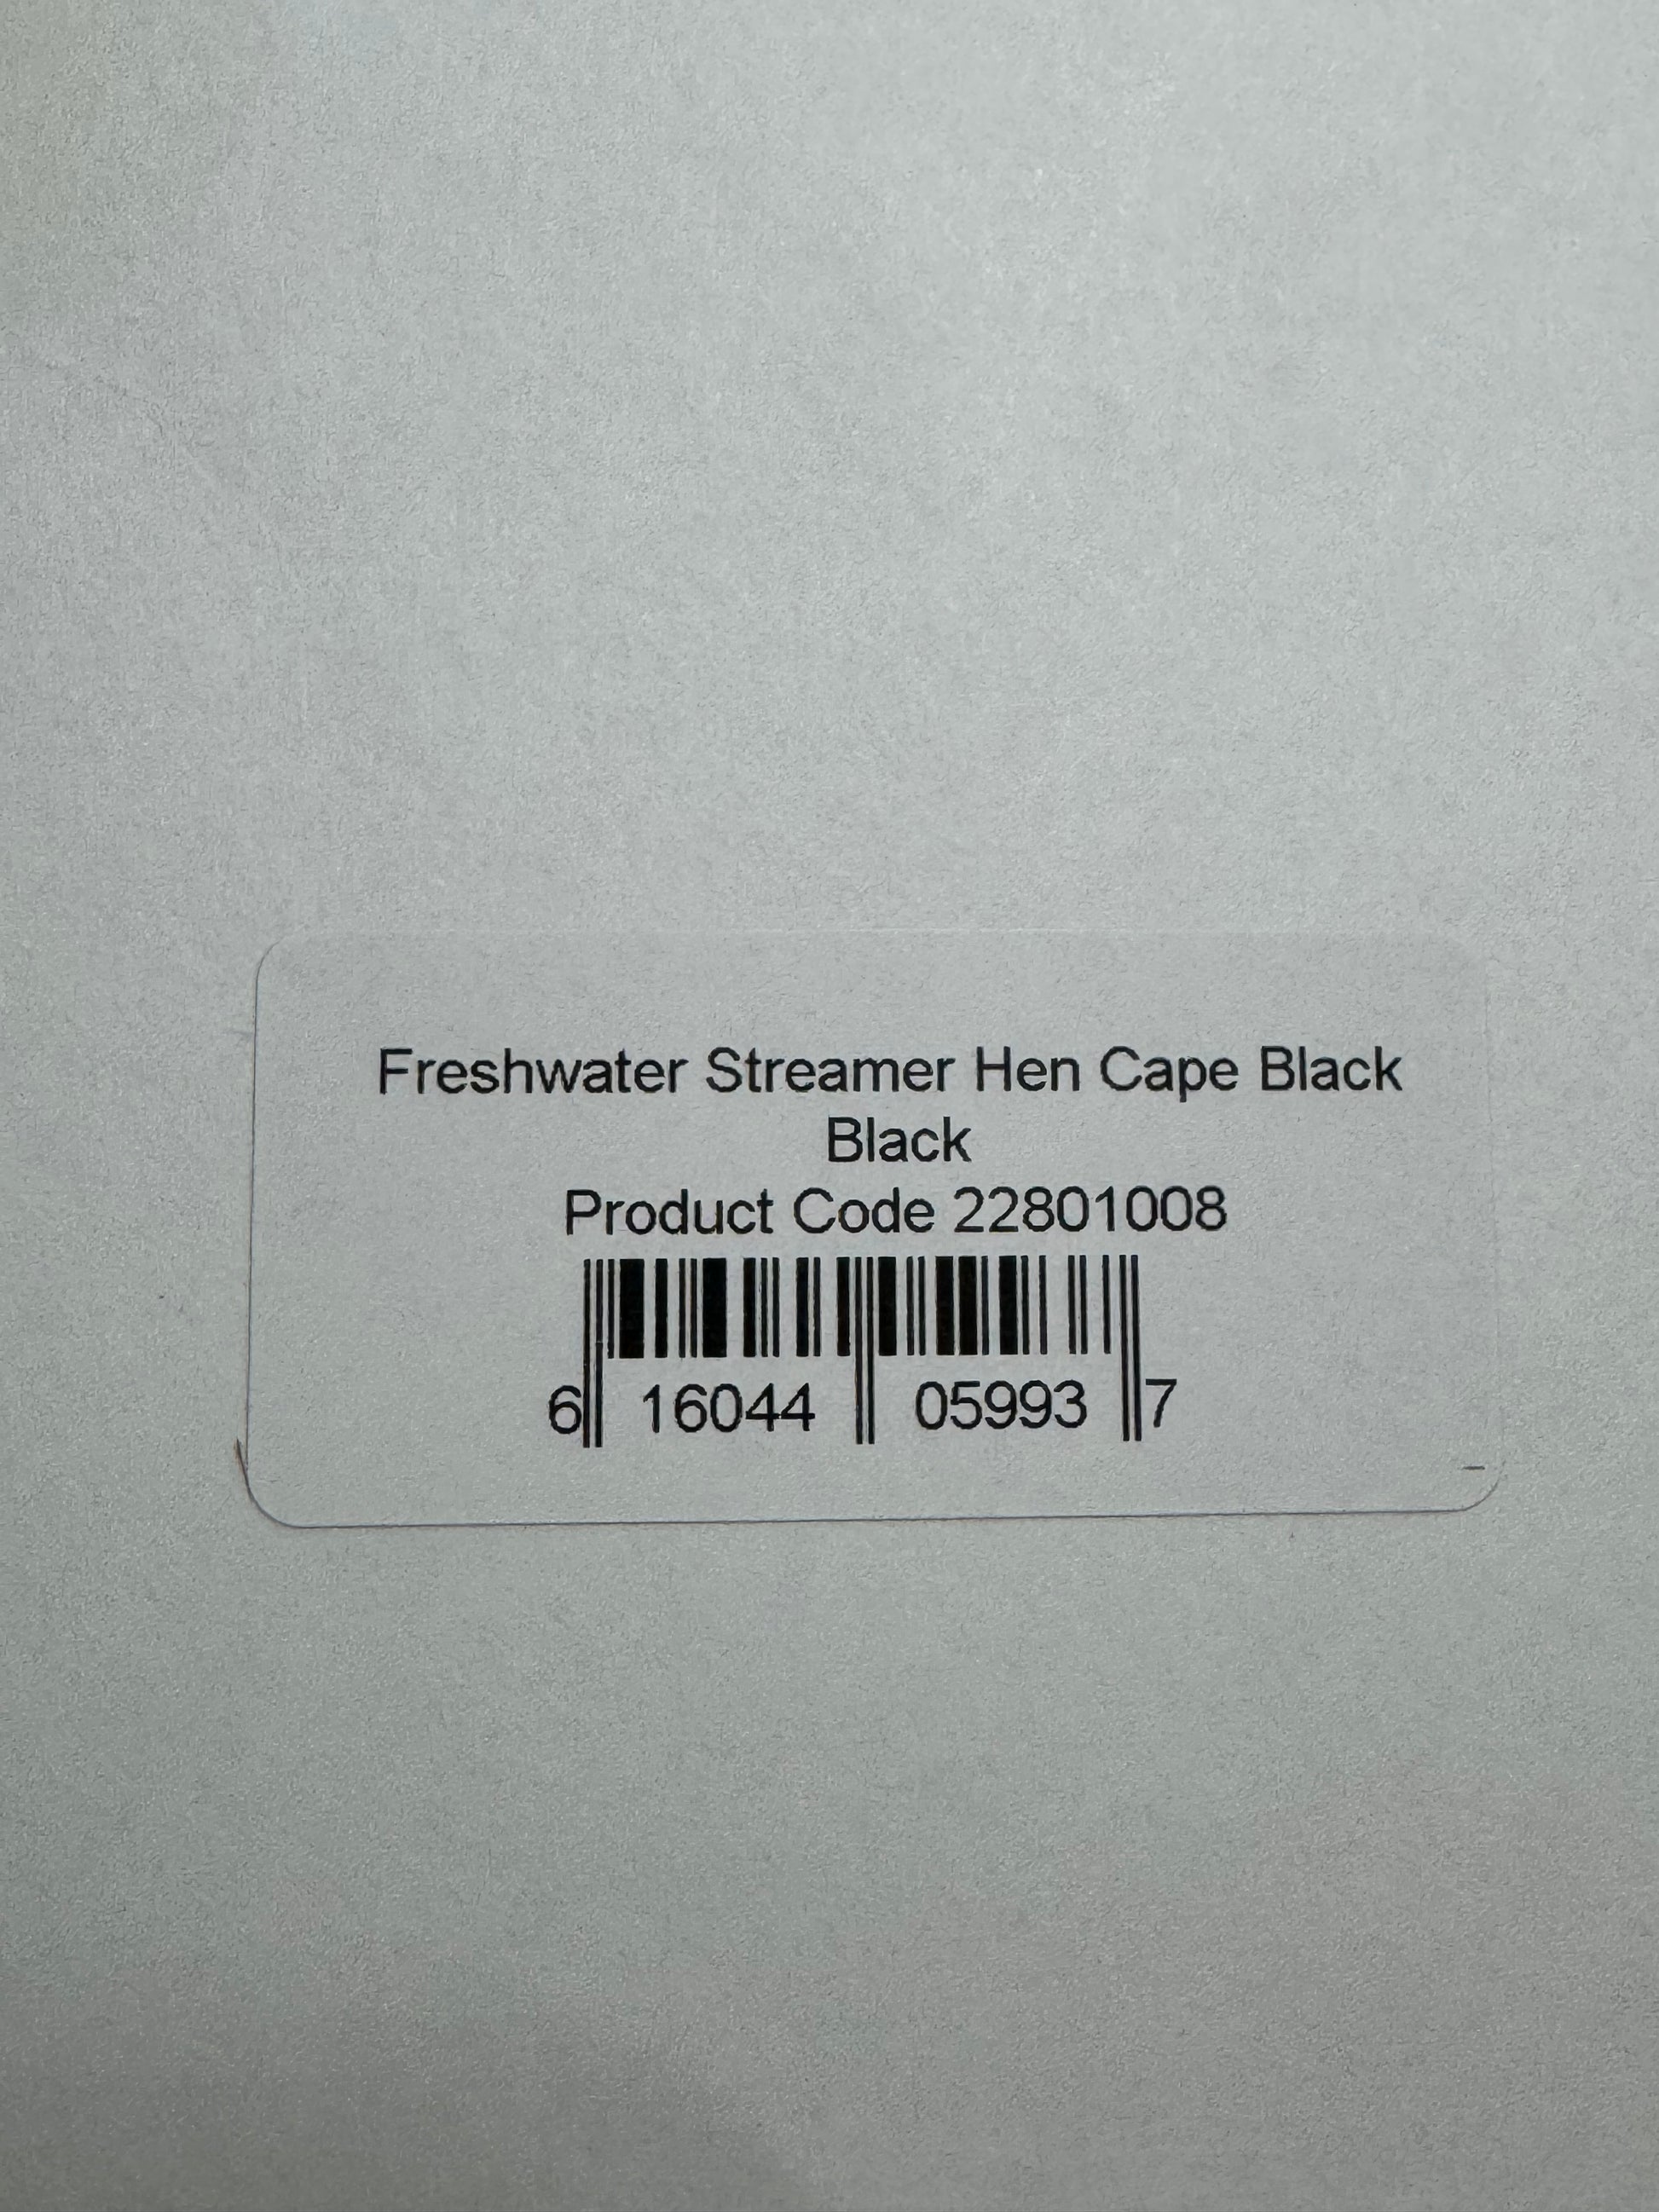 Freshwater Streamer Hen Cape Black
Black
Product Code 22801008
6 16044 05993 7